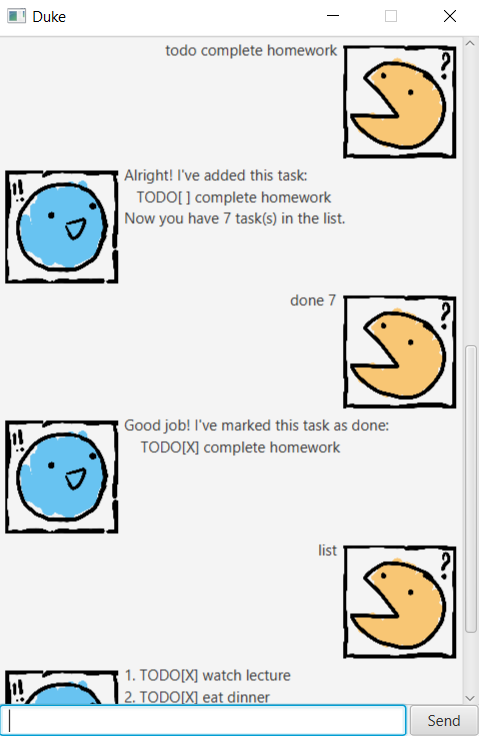 Duke
todo complete homework
?
!!
Alright! I've added this task:
TODO[ ] complete homework
Now you have 7 task(s) in the list.
done 7
?
!!
Good job! I've marked this task as done:
TODO[X] complete homework
list
?
!!
1. TODO[X] watch lecture
2. TODO[X] eat dinner
Send